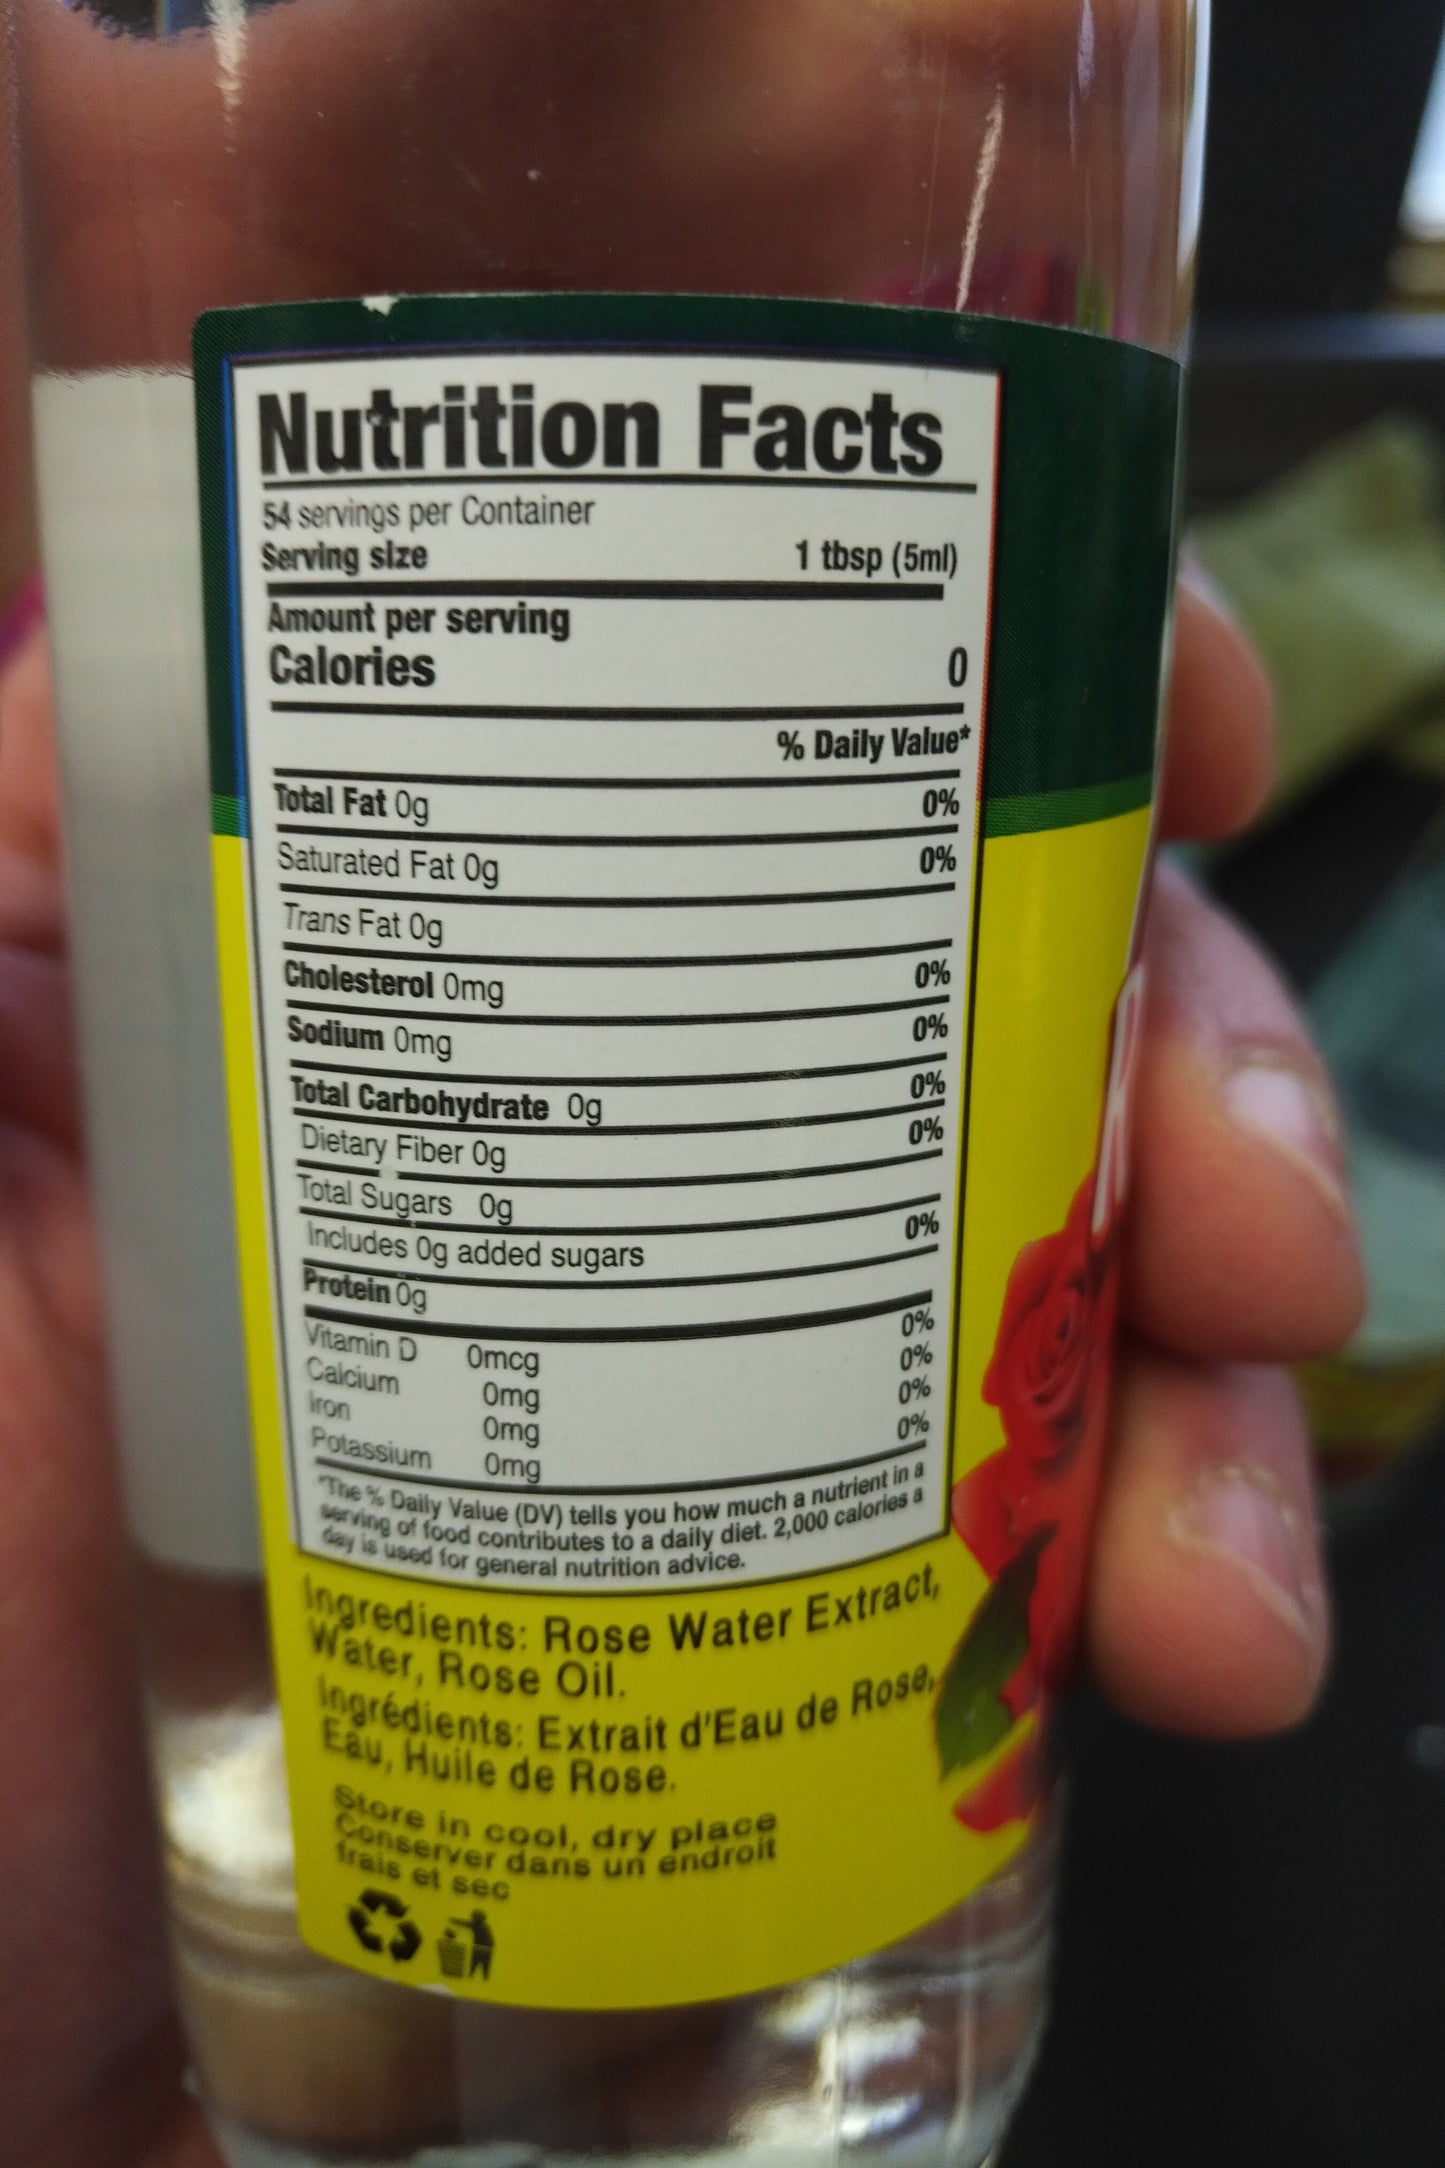 Nutrition Facts
54 servings per Container
Serving size 1 tbsp (5ml)
Amount per serving
Calories 0
% Daily Value*
Total Fat 0g 0%
Saturated Fat 0g 0%
Trans Fat 0g
Cholesterol 0mg 0%
Sodium 0mg 0%
Total Carbohydrate 0g 0%
Dietary Fiber 0g 0%
Total Sugars 0g
Includes 0g added sugars 0%
Protein 0g
Vitamin D 0mcg 0%
Calcium 0mg 0%
Iron 0mg 0%
Potassium 0mg 0%
*The % Daily Value (DV) tells you how much a nutrient in a
serving of food contributes to a daily diet. 2,000 calories a
day is used for general nutrition advice.
Ingredients: Rose Water Extract,
Water, Rose Oil.
Ingrédients: Extrait d'Eau de Rose,
Eau, Huile de Rose.
Store in cool, dry place
Conserver dans un endroit
frais et sec